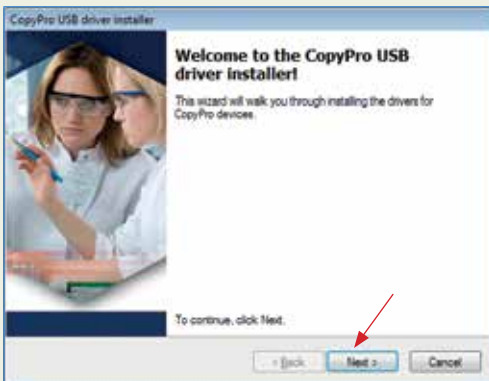 CopyPro USB driver installer
Welcome to the CopyPro USB
driver installer!
This wizard will walk you through installing the drivers for
CopyPro devices.
To continue, click Next.
< Back
Next >
Cancel